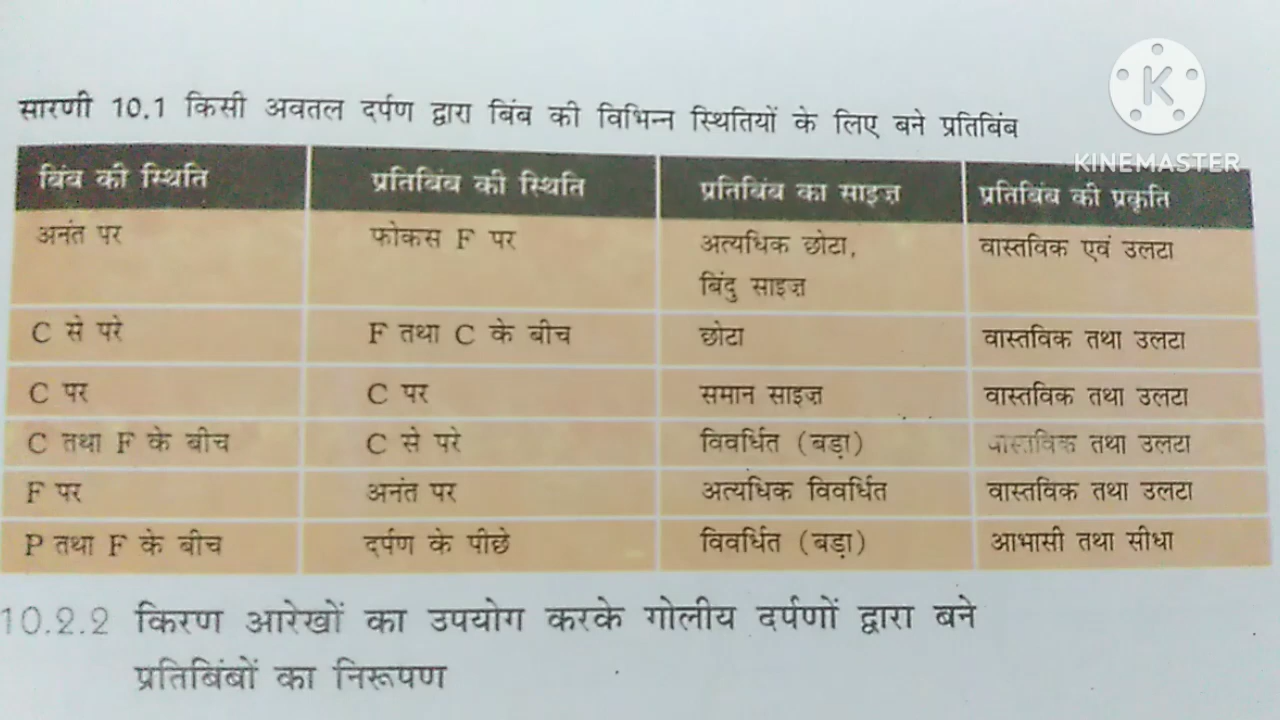 KINEMASTER
सारणी 10.1 किसी अवतल दर्पण द्वारा बिंब की विभिन्न स्थितियों के लिए बने प्रतिबिंब
बिंब की स्थिति प्रतिबिंब की स्थिति प्रतिबिंब का साइज़ प्रतिबिंब की प्रकृति
अनंत पर फोकस F पर अत्यधिक छोटा, वास्तविक एवं उलटा
बिंदु साइज़
C से परे F तथा C के बीच छोटा वास्तविक तथा उलटा
C पर C पर समान साइज़ वास्तविक तथा उलटा
C तथा F के बीच C से परे विवर्धित (बड़ा) वास्तविक तथा उलटा
F पर अनंत पर अत्यधिक विवर्धित वास्तविक तथा उलटा
P तथा F के बीच दर्पण के पीछे विवर्धित (बड़ा) आभासी तथा सीधा
10.2.2 किरण आरेखों का उपयोग करके गोलीय दर्पणों द्वारा बने
प्रतिबिंबों का निरूपण